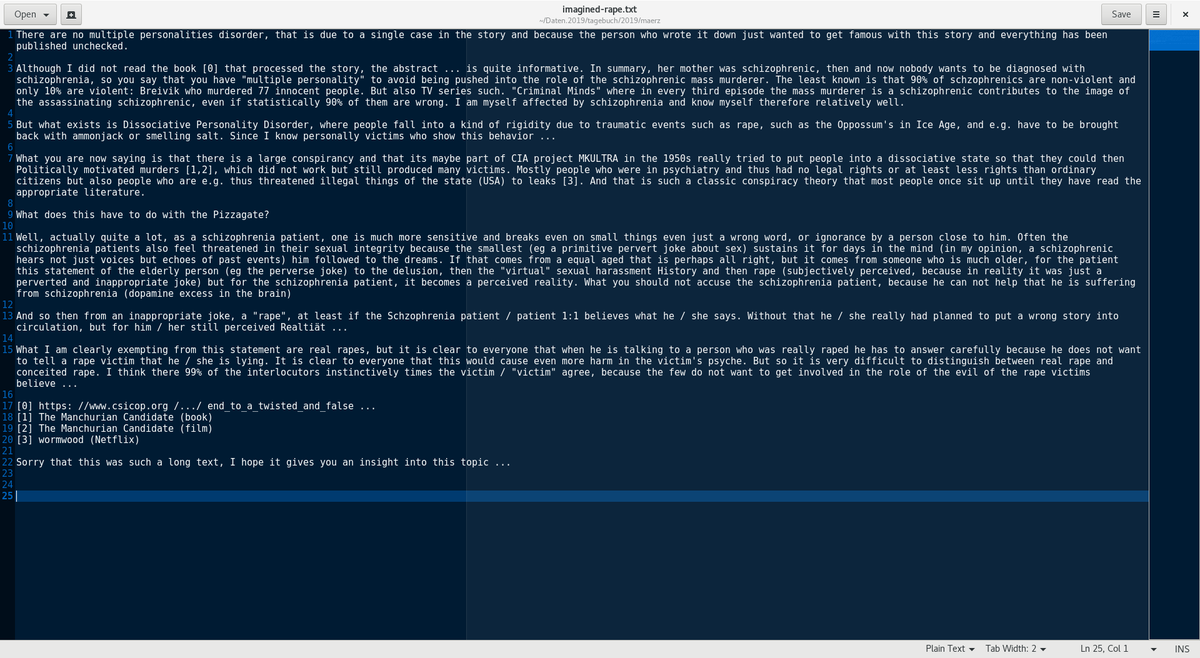 Open
imagined-rape.txt
~/Daten.2019/tagebuch/2019/maerz
Save
1 There are no multiple personalities disorder, that is due to a single case in the story and because the person who wrote it down just wanted to get famous with this story and everything has been
published unchecked.
2
3 Although I did not read the book [0] that processed the story, the abstract ... is quite informative. In summary, her mother was schizophrenic, then and now nobody wants to be diagnosed with
schizophrenia, so you say that you have "multiple personality" to avoid being pushed into the role of the schizophrenic mass murderer. The least known is that 90% of schzophrenics are non-violent and
only 10% are violent: Breivik who murdered 77 innocent people. But also TV series such. "Criminal Minds" where in every third episode the mass murderer is a schizophrenic contributes to the image of
the assassinating schizophrenic, even if statistically 90% of them are wrong. I am myself affected by schizophrenia and know myself therefore relatively well.
4
5 But what exists is Dissociative Personality Disorder, where people fall into a kind of rigidity due to traumatic events such as rape, such as the Oppossum's in Ice Age, and e.g. have to be brought
back with ammonjack or smelling salt. Since I know personally victims who show this behavior ...
6
7 What you are now saying is that there is a large conspirancy and that its maybe part of CIA project MKULTRA in the 1950s really tried to put people into a dissociative state so that they could then
Politically motivated murders [1,2], which did not work but still produced many victims. Mostly people who were in psychiatry and thus had no legal rights or at least less rights than ordinary
citizens but also people who are e.g. thus threatened illegal things of the state (USA) to leaks [3]. And that is such a classic conspiracy theory that most people once sit up until they have read the
appropriate literature.
8
9 What does this have to do with the Pizzagate?
10
11 Well, actually quite a lot, as a schizophrenia patient, one is much more sensitive and breaks even on small things even just a wrong word, or ignorance by a person close to him. Often the
schizophrenia patients also feel threatened in their sexual integrity because the smallest (eg a primitive pervert joke about sex) sustains it for days in the mind (in my opinion, a schizophrenic
hears not just voices but echoes of past events) him followed to the dreams. If that comes from a equal aged that is perhaps all right, but it comes from someone who is much older, for the patient
this statement of the elderly person (eg the perverse joke) to the delusion, then the "virtual" sexual harassment History and then rape (subjectively perceived, because in reality it was just a
perverted and inappropriate joke) but for the schizophrenia patient, it becomes a perceived reality. What you should not accuse the schizophrenia patient, because he can not help that he is suffering
from schizophrenia (dopamine excess in the brain)
12
13 And so then from an inappropriate joke, a "rape", at least if the Schzophrenia patient / patient 1:1 believes what he / she says. Without that he / she really had planned to put a wrong story into
circulation, but for him / her still perceived Realtiät ...
14
15 What I am clearly exempting from this statement are real rapes, but it is clear to everyone that when he is talking to a person who was really raped he has to answer carefully because he does not want
to tell a rape victim that he / she is lying. It is clear to everyone that this would cause even more harm in the victim's psyche. But so it is very difficult to distinguish between real rape and
conceited rape. I think there 99% of the interlocutors instinctively times the victim / "victim" agree, because the few do not want to get involved in the role of the evil of the rape victims
believe ...
16
17 [0] https: //www.csicop.org /.../ end_to_a_twisted_and_false ...
18 [1] The Manchurian Candidate (book)
19 [2] The Manchurian Candidate (film)
20 [3] wormwood (Netflix)
21
22 Sorry that this was such a long text, I hope it gives you an insight into this topic ...
23
24
25
Plain Text
Tab Width: 2
Ln 25, Col 1
INS